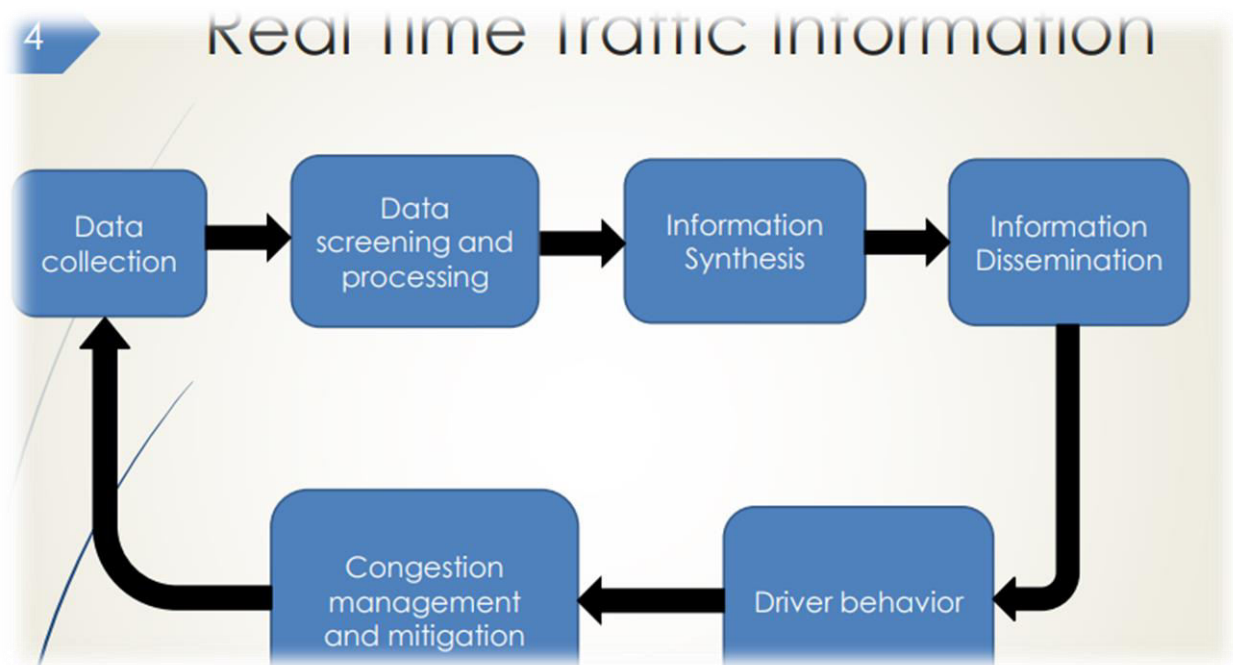 4
Real Time Traffic Information
Data
collection
Data
screening and
processing
Information
Synthesis
Information
Dissemination
Congestion
management
and mitigation
Driver behavior